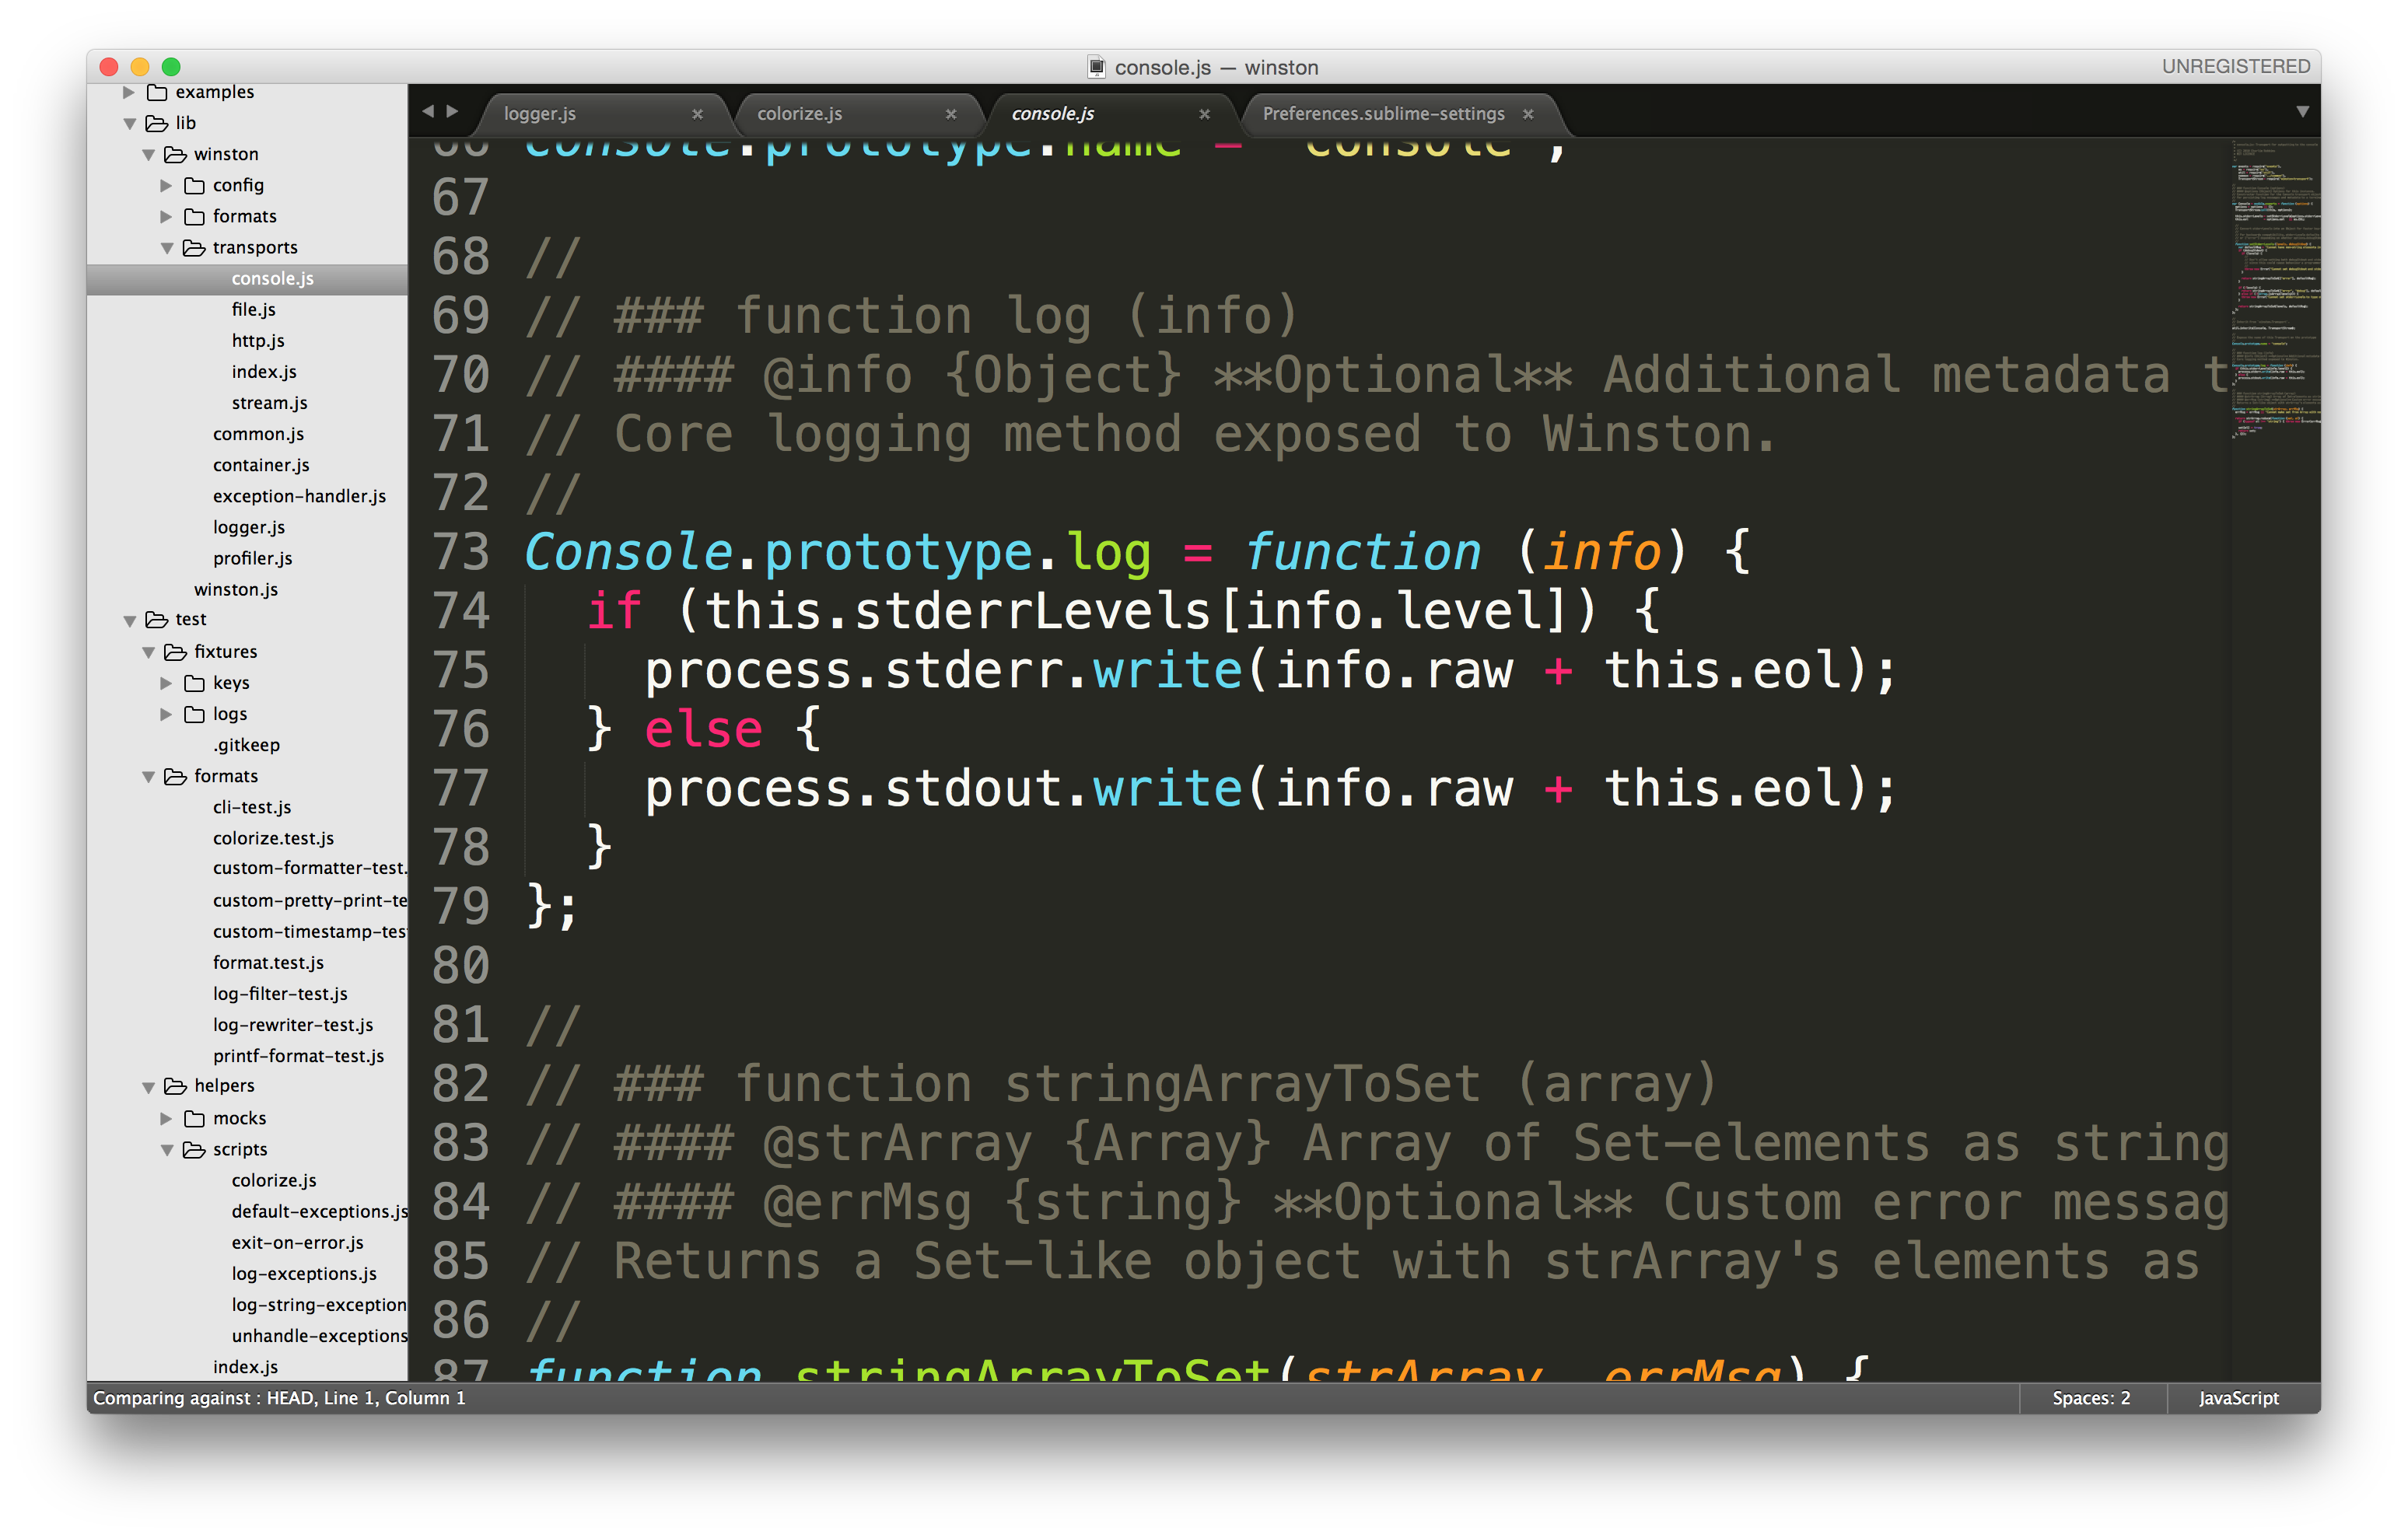 console.js — winston
UNREGISTERED
examples
lib
winston
config
formats
transports
console.js
file.js
http.js
index.js
stream.js
common.js
container.js
exception-handler.js
logger.js
profiler.js
winston.js
test
fixtures
keys
logs
.gitkeep
formats
cli-test.js
colorize.test.js
custom-formatter-test.
custom-pretty-print-te
custom-timestamp-tes
format.test.js
log-filter-test.js
log-rewriter-test.js
printf-format-test.js
helpers
mocks
scripts
colorize.js
default-exceptions.js
exit-on-error.js
log-exceptions.js
log-string-exception
unhandle-exceptions
index.js
logger.js
colorize.js
console.js
Preferences.sublime-settings
66 Console.prototype.name = 'console';
67
68 //
69 // ### function log (info)
70 // #### @info {Object} **Optional** Additional metadata t
71 // Core logging method exposed to Winston.
72 //
73 Console.prototype.log = function (info) {
74 if (this.stderrLevels[info.level]) {
75 process.stderr.write(info.raw + this.eol);
76 } else {
77 process.stdout.write(info.raw + this.eol);
78 }
79 };
80
81 //
82 // ### function stringArrayToSet (array)
83 // #### @strArray {Array} Array of Set-elements as string
84 // #### @errMsg {string} **Optional** Custom error messag
85 // Returns a Set-like object with strArray's elements as
86 //
87 function stringArrayToSet(strArray, errMsg) {
Comparing against : HEAD, Line 1, Column 1
Spaces: 2
JavaScript